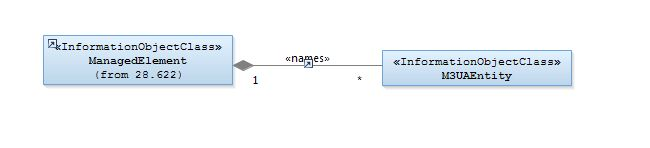 «InformationObjectClass»
ManagedElement
(from 28.622)
«names»
1
*
«InformationObjectClass»
M3UAEntity